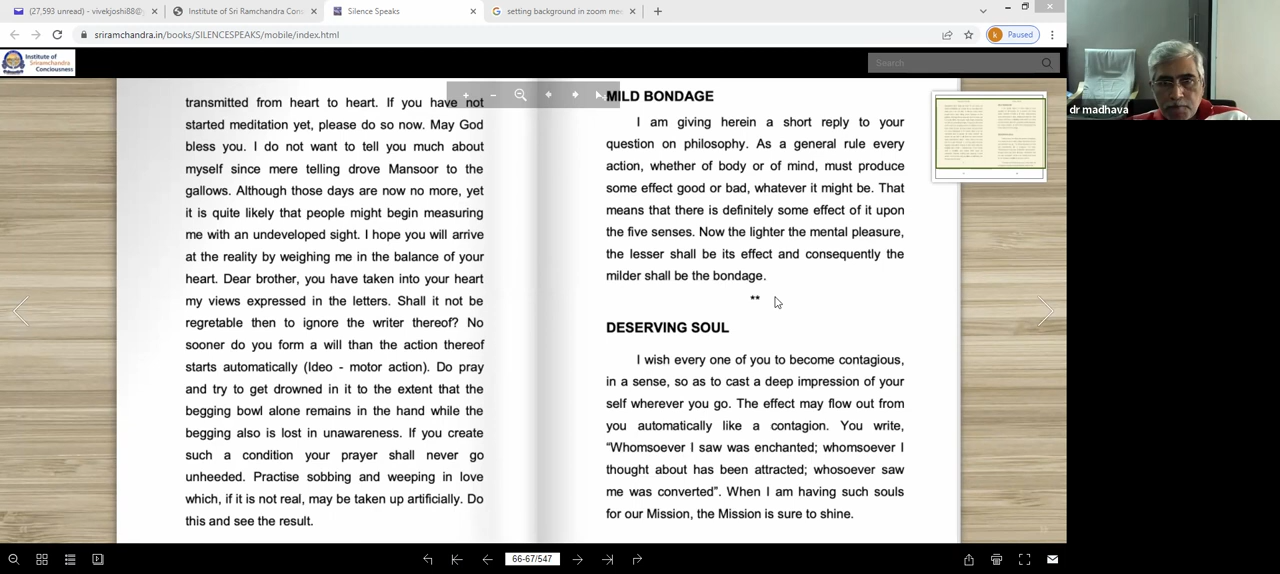 (27,593 unread) - vivekjoshi88@
Institute of Sri Ramchandra Cons
Silence Speaks
setting background in zoom mee
sriramchandra.in/books/SILENCESPEAKS/mobile/index.html
k
Paused
Institute of
Sriramchandra
Conciousness
Search
transmitted from heart to heart. If you have not
started meditation yet, please do so now. May God
bless you. I do not want to tell you much about
myself since mere telling drove Mansoor to the
gallows. Although those days are now no more, yet
it is quite likely that people might begin measuring
me with an undeveloped sight. I hope you will arrive
at the reality by weighing me in the balance of your
heart. Dear brother, you have taken into your heart
my views expressed in the letters. Shall it not be
regretable then to ignore the writer thereof? No
sooner do you form a will than the action thereof
starts automatically (Ideo - motor action). Do pray
and try to get drowned in it to the extent that the
begging bowl alone remains in the hand while the
begging also is lost in unawareness. If you create
such a condition your prayer shall never go
unheeded. Practise sobbing and weeping in love
which, if it is not real, may be taken up artificially. Do
this and see the result.
MILD BONDAGE
I am giving herein a short reply to your
question on philosophy. As a general rule every
action, whether of body or of mind, must produce
some effect good or bad, whatever it might be. That
means that there is definitely some effect of it upon
the five senses. Now the lighter the mental pleasure,
the lesser shall be its effect and consequently the
milder shall be the bondage.
**
DESERVING SOUL
I wish every one of you to become contagious,
in a sense, so as to cast a deep impression of your
self wherever you go. The effect may flow out from
you automatically like a contagion. You write,
“Whomsoever I saw was enchanted; whomsoever I
thought about has been attracted; whosoever saw
me was converted”. When I am having such souls
for our Mission, the Mission is sure to shine.
dr madhava
66-67/547